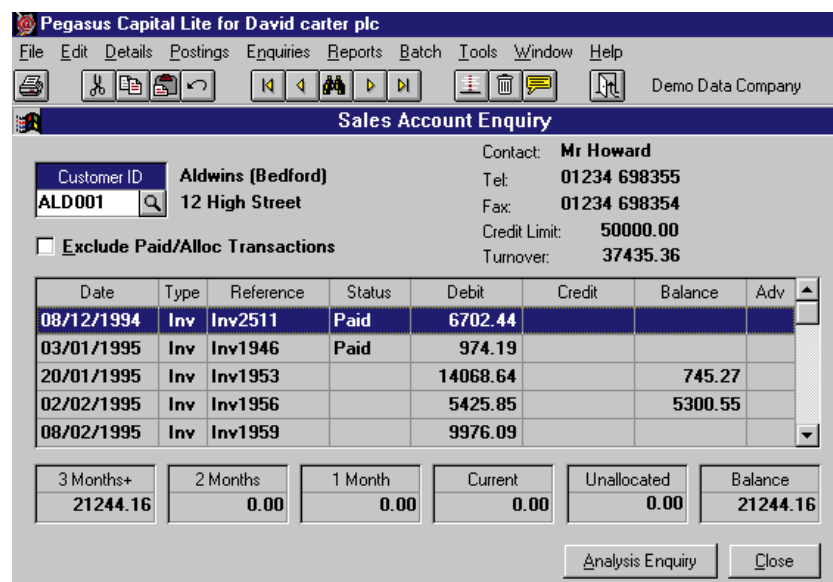 Pegasus Capital Lite for David carter plc
File Edit Details Postings Enquiries Reports Batch Tools Window Help
Demo Data Company
Sales Account Enquiry
Contact: Mr Howard
Customer ID Aldwins (Bedford) Tel: 01234 698355
ALD001 12 High Street Fax: 01234 698354
Credit Limit: 50000.00
Exclude Paid/Alloc Transactions Turnover: 37435.36
Date Type Reference Status Debit Credit Balance Adv
08/12/1994 Inv Inv2511 Paid 6702.44
03/01/1995 Inv Inv1946 Paid 974.19
20/01/1995 Inv Inv1953 14068.64 745.27
02/02/1995 Inv Inv1956 5425.85 5300.55
08/02/1995 Inv Inv1959 9976.09
3 Months+ 2 Months 1 Month Current Unallocated Balance
21244.16 0.00 0.00 0.00 0.00 21244.16
Analysis Enquiry Close